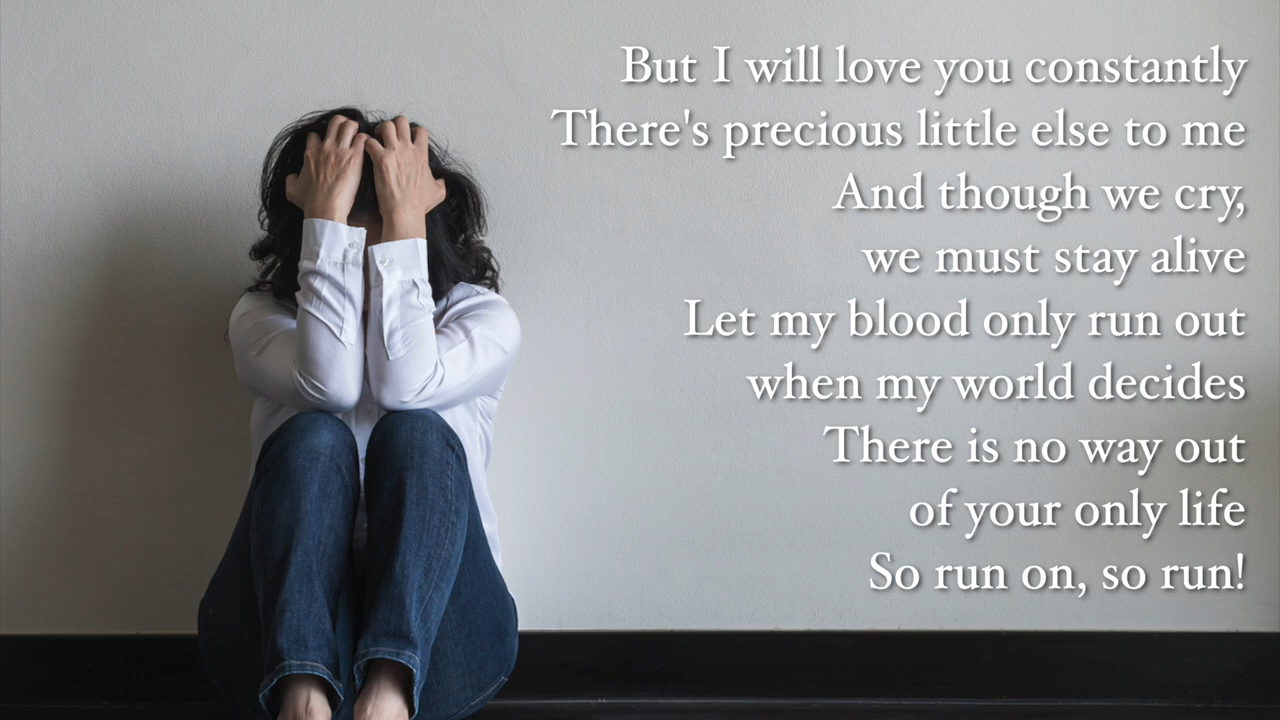 But I will love you constantly
There's precious little else to me
And though we cry,
we must stay alive
Let my blood only run out
when my world decides
There is no way out
of your only life
So run on, so run!